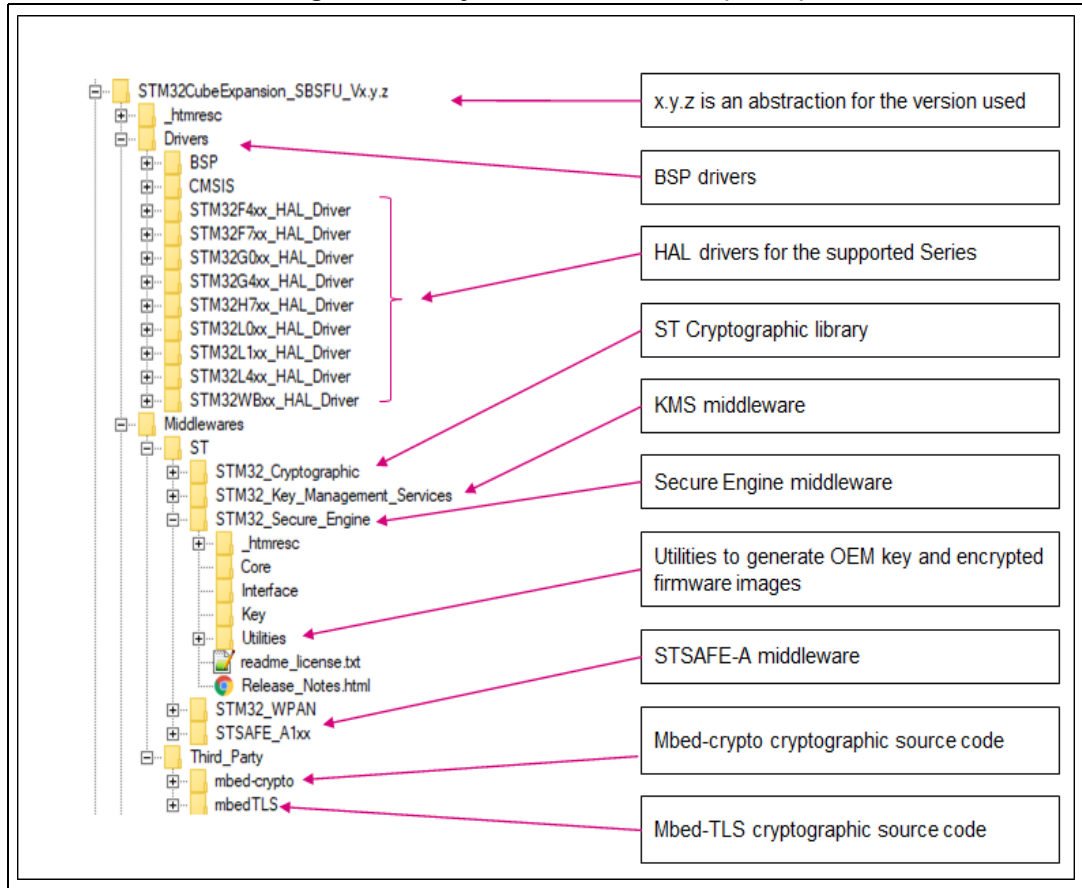 STM32CubeExpansion_SBSFU_Vx.y.z
_htmresc
Drivers
BSP
CMSIS
STM32F4xx_HAL_Driver
STM32F7xx_HAL_Driver
STM32G0xx_HAL_Driver
STM32G4xx_HAL_Driver
STM32H7xx_HAL_Driver
STM32L0xx_HAL_Driver
STM32L1xx_HAL_Driver
STM32L4xx_HAL_Driver
STM32WBxx_HAL_Driver
Middlewares
ST
STM32_Cryptographic
STM32_Key_Management_Services
STM32_Secure_Engine
_htmresc
Core
Interface
Key
Utilities
readme_license.txt
Release_Notes.html
STM32_WPAN
STSAFE_A1xx
Third_Party
mbed-crypto
mbedTLS
x.y.z is an abstraction for the version used
BSP drivers
HAL drivers for the supported Series
ST Cryptographic library
KMS middleware
Secure Engine middleware
Utilities to generate OEM key and encrypted
firmware images
STSAFE-A middleware
Mbed-crypto cryptographic source code
Mbed-TLS cryptographic source code